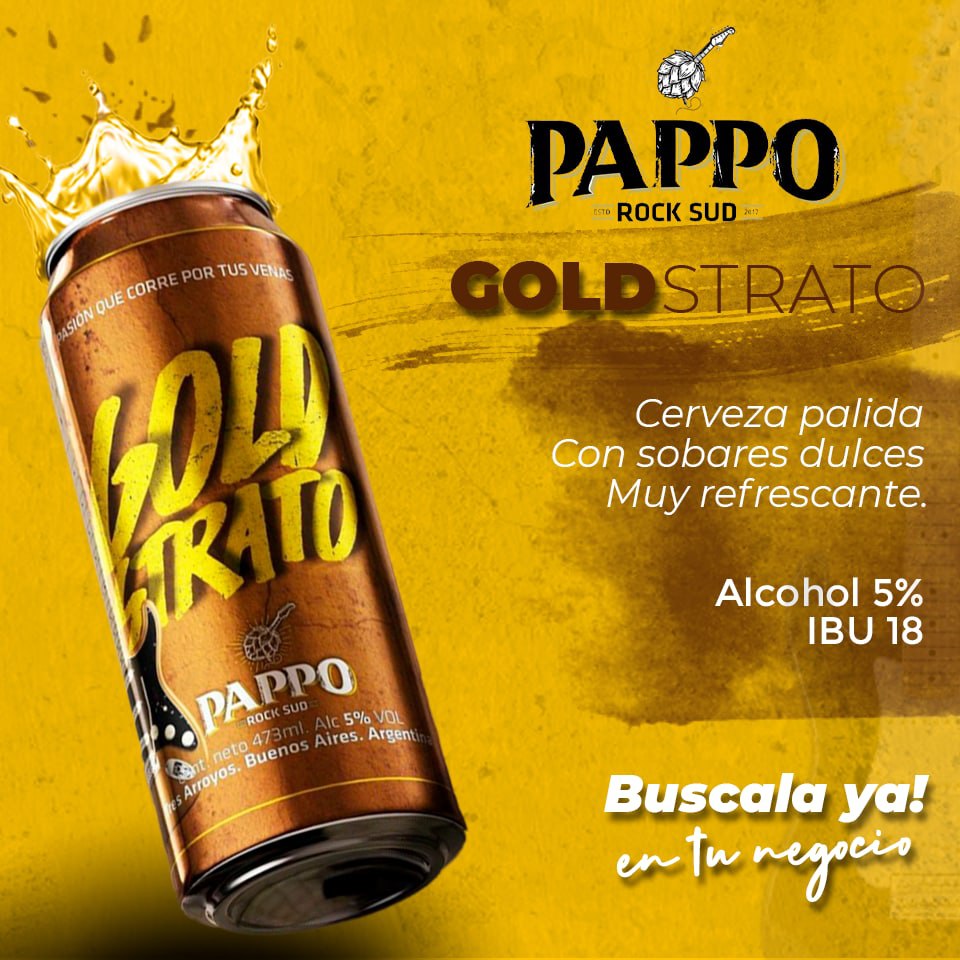 PAPPO
ESTD ROCK SUD 2017
GOLDSTRATO
Cerveza palida
Con sobares dulces
Muy refrescante.
Alcohol 5%
IBU 18
Buscala ya!
en tu negocio
PASIÓN QUE CORRE POR TUS VENAS
GOLD
STRATO
PAPPO
ROCK SUD
Cont. neto 473ml. Alc 5% VOL
Tres Arroyos. Buenos Aires. Argentina